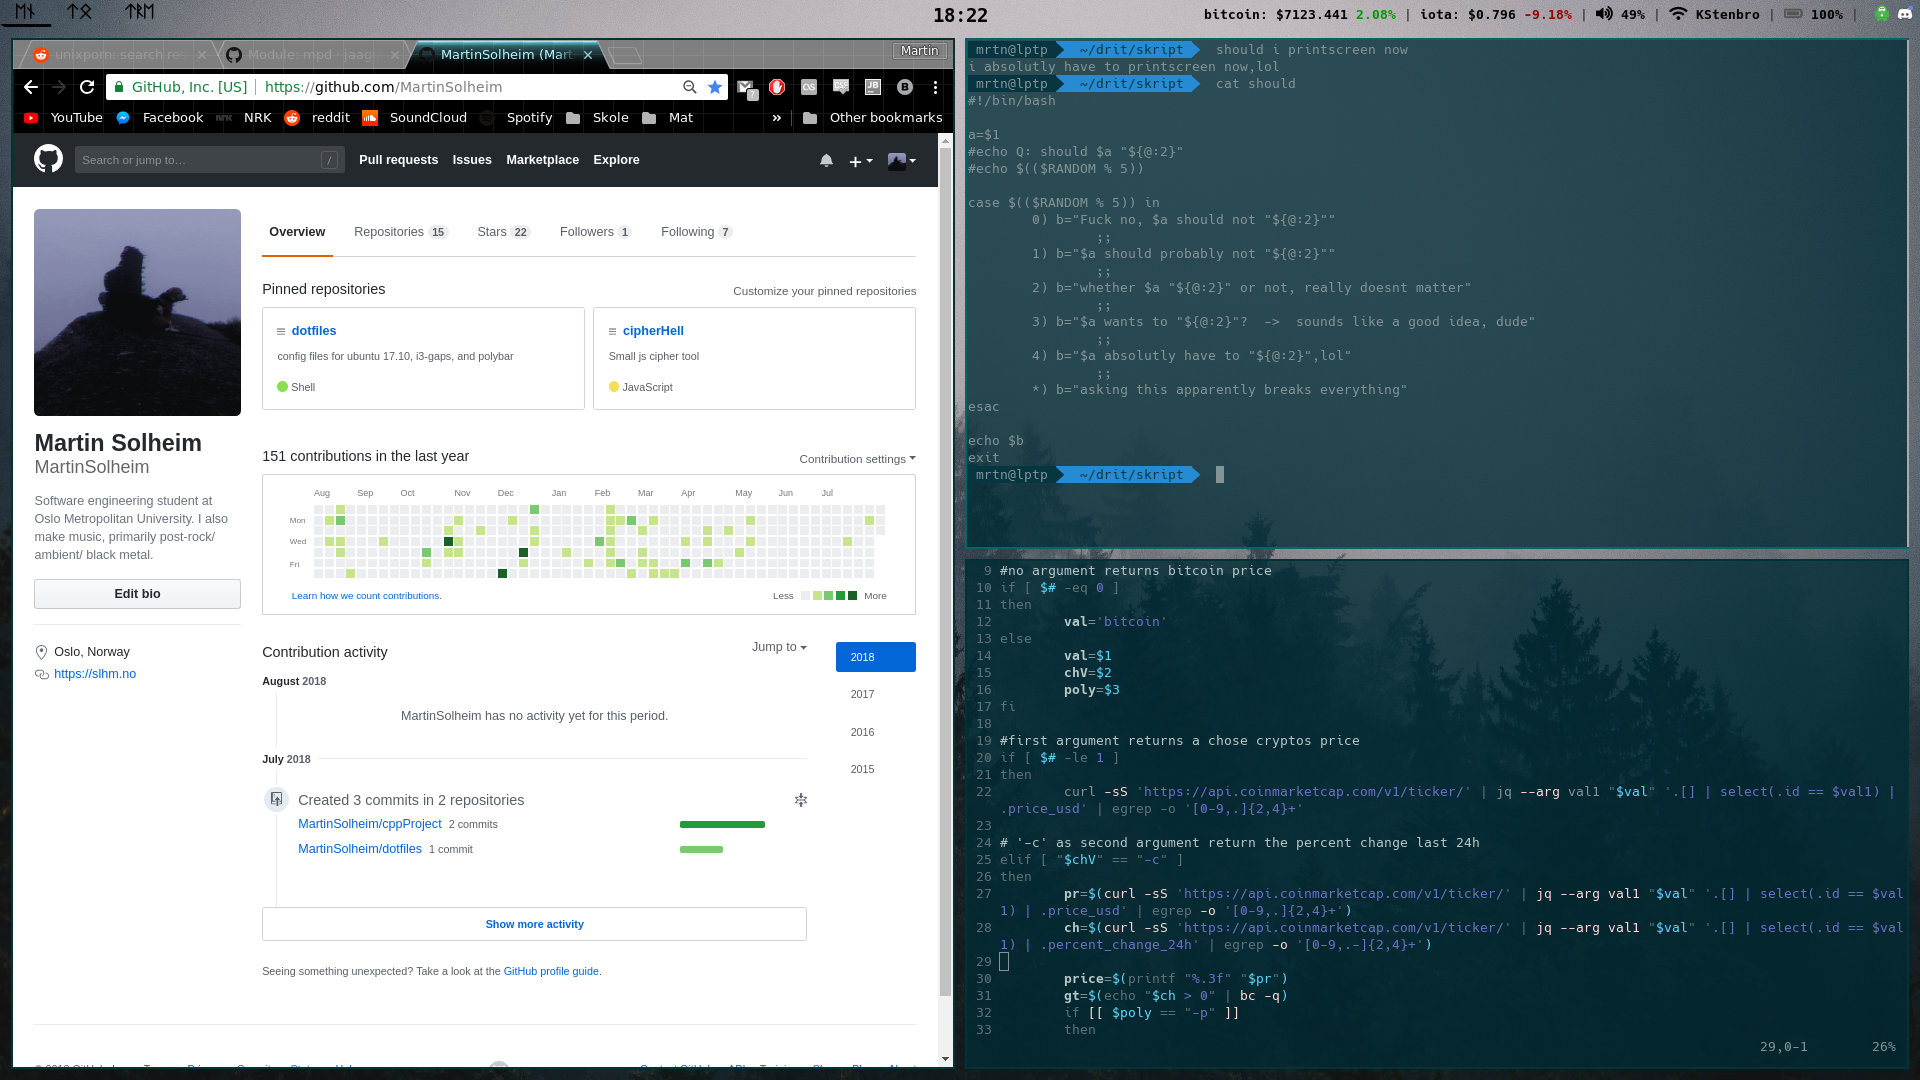 ᛖᚾ ᛏᛟ ᛏᚱᛖ
18:22
bitcoin: $7123.441 2.08% | iota: $0.796 -9.18% | 49% | KStenbro | 100% |
unixporn: search re
Module: mpd · jaag
MartinSolheim (Mart
Martin
GitHub, Inc. [US] | https://github.com/MartinSolheim
YouTube Facebook NRK reddit SoundCloud Spotify Skole Mat » Other bookmarks
Search or jump to… / Pull requests Issues Marketplace Explore
Overview Repositories 15 Stars 22 Followers 1 Following 7
Pinned repositories
Customize your pinned repositories
dotfiles
config files for ubuntu 17.10, i3-gaps, and polybar
Shell
cipherHell
Small js cipher tool
JavaScript
Martin Solheim
MartinSolheim
Software engineering student at
Oslo Metropolitan University. I also
make music, primarily post-rock/
ambient/ black metal.
Edit bio
Oslo, Norway
https://slhm.no
151 contributions in the last year
Contribution settings
Aug Sep Oct Nov Dec Jan Feb Mar Apr May Jun Jul
Mon
Wed
Fri
Learn how we count contributions.
Less More
Contribution activity
Jump to
2018
2017
2016
2015
August 2018
MartinSolheim has no activity yet for this period.
July 2018
Created 3 commits in 2 repositories
MartinSolheim/cppProject 2 commits
MartinSolheim/dotfiles 1 commit
Show more activity
Seeing something unexpected? Take a look at the GitHub profile guide.
mrtn@lptp ~/drit/skript should i printscreen now
i absolutly have to printscreen now,lol
mrtn@lptp ~/drit/skript cat should
#!/bin/bash
a=$1
#echo Q: should $a "${@:2}"
#echo $(($RANDOM % 5))
case $(($RANDOM % 5)) in
0) b="Fuck no, $a should not "${@:2}""
;;
1) b="$a should probably not "${@:2}""
;;
2) b="whether $a "${@:2}" or not, really doesnt matter"
;;
3) b="$a wants to "${@:2}"?  ->  sounds like a good idea, dude"
;;
4) b="$a absolutly have to "${@:2}",lol"
;;
*) b="asking this apparently breaks everything"
esac
echo $b
exit
mrtn@lptp ~/drit/skript
9 #no argument returns bitcoin price
10 if [ $# -eq 0 ]
11 then
12 val='bitcoin'
13 else
14 val=$1
15 chV=$2
16 poly=$3
17 fi
18
19 #first argument returns a chose cryptos price
20 if [ $# -le 1 ]
21 then
22 curl -sS 'https://api.coinmarketcap.com/v1/ticker/' | jq --arg val1 "$val" '.[] | select(.id == $val1) |
.price_usd' | egrep -o '[0-9,.]{2,4}+'
23
24 # '-c' as second argument return the percent change last 24h
25 elif [ "$chV" == "-c" ]
26 then
27 pr=$(curl -sS 'https://api.coinmarketcap.com/v1/ticker/' | jq --arg val1 "$val" '.[] | select(.id == $val
1) | .price_usd' | egrep -o '[0-9,.]{2,4}+')
28 ch=$(curl -sS 'https://api.coinmarketcap.com/v1/ticker/' | jq --arg val1 "$val" '.[] | select(.id == $val
1) | .percent_change_24h' | egrep -o '[0-9,.-]{2,4}+')
29
30 price=$(printf "%.3f" "$pr")
31 gt=$(echo "$ch > 0" | bc -q)
32 if [[ $poly == "-p" ]]
33 then
29,0-1 26%